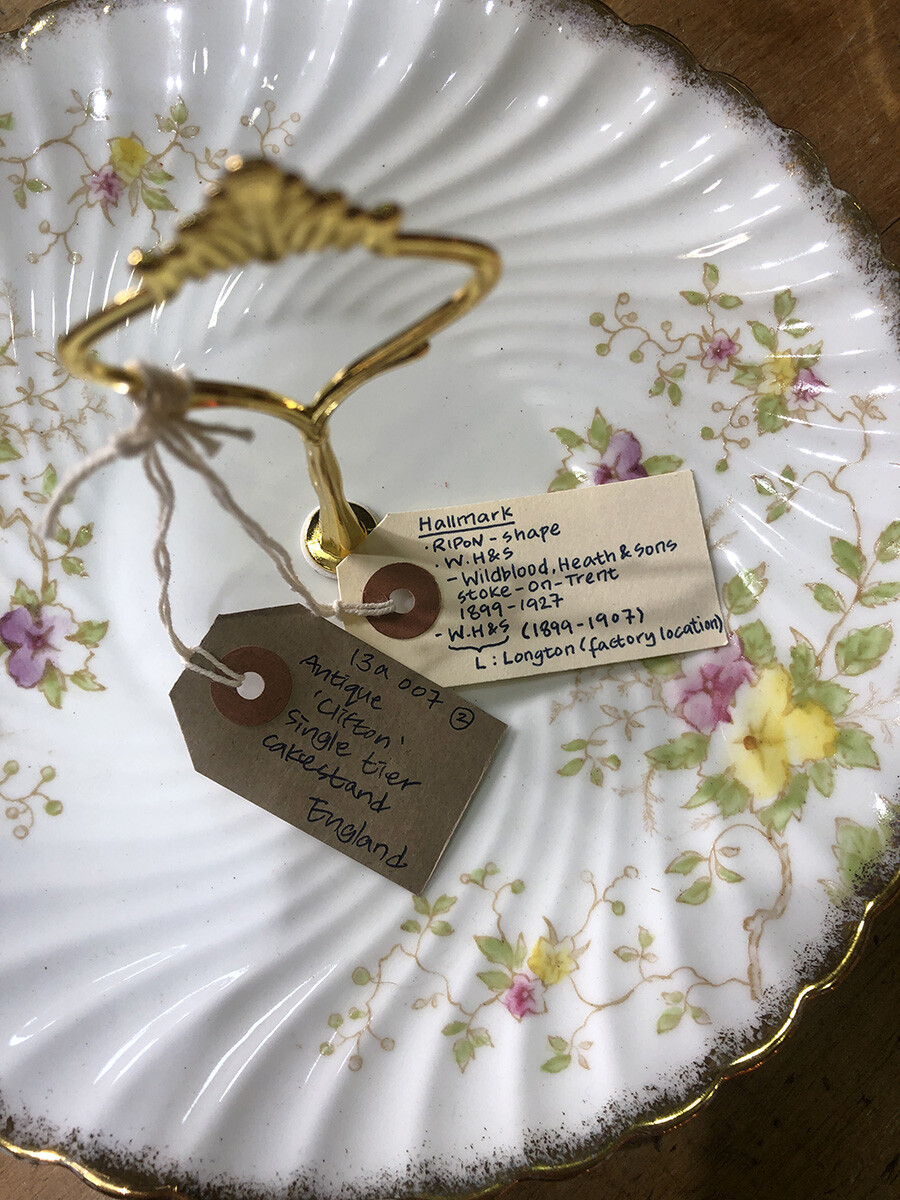 Hallmark
· RIPON - shape
· W.H&S
- Wildblood, Heath & Sons
stoke-on-Trent
1899-1927
- W.H&S (1899-1907)
L: Longton (factory location)
13a 007 ②
Antique
'Clifton'
single tier
cakestand
England